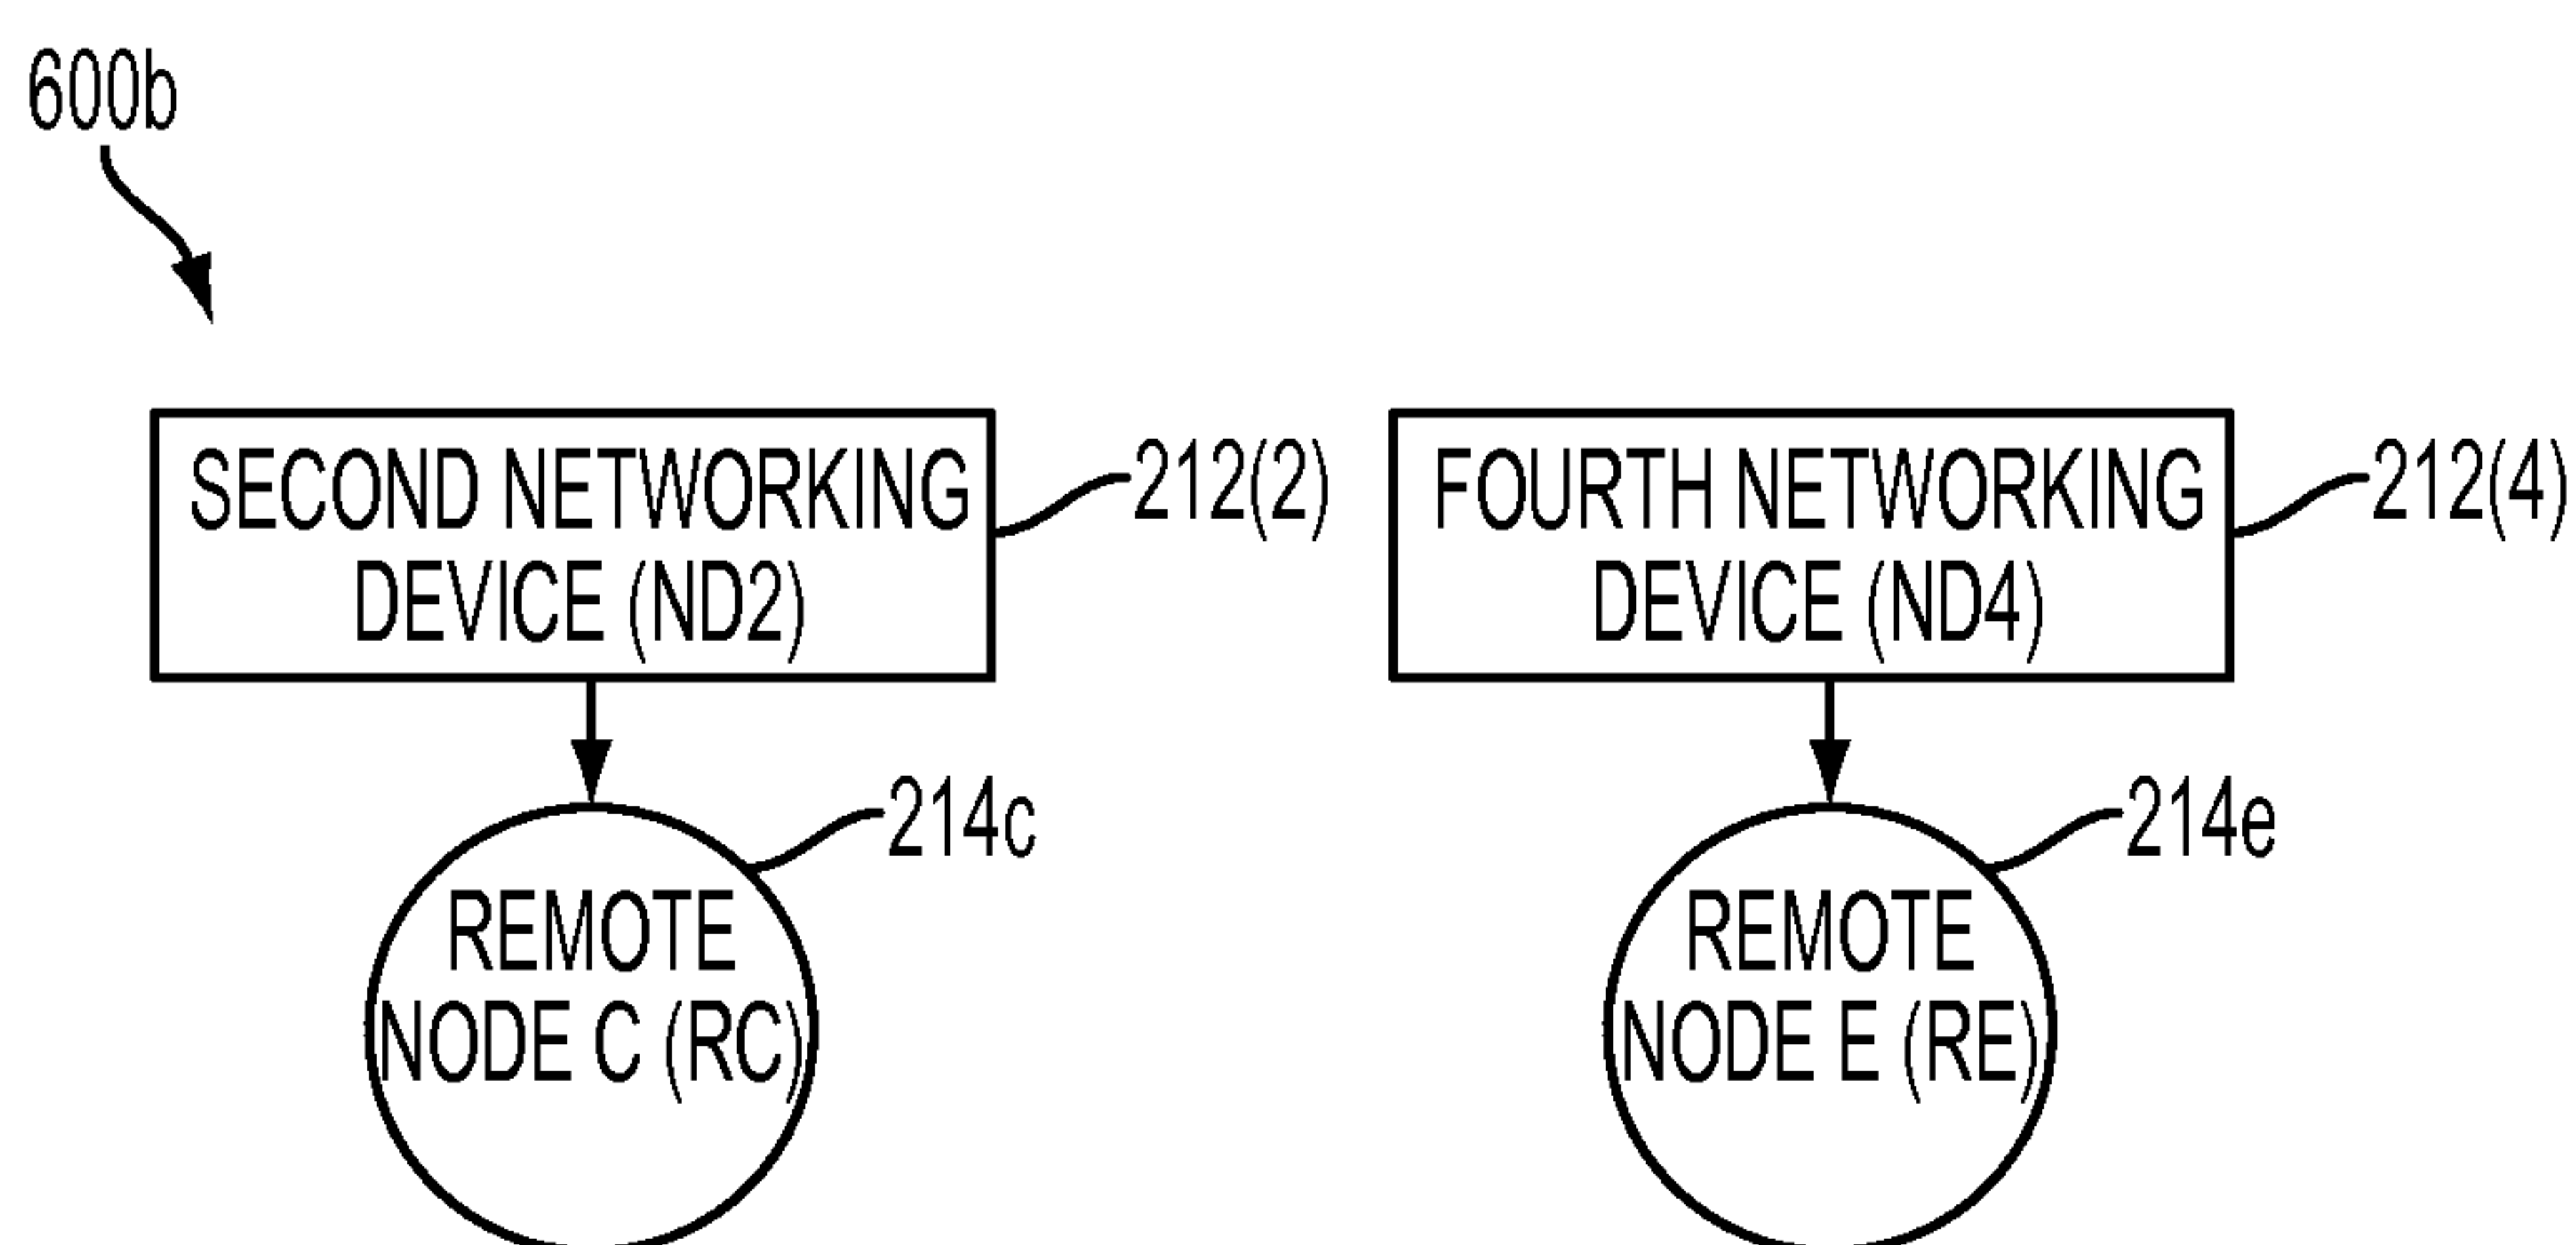 600b
SECOND NETWORKING
DEVICE (ND2)
212(2)
FOURTH NETWORKING
DEVICE (ND4)
212(4)
214c
REMOTE
NODE C (RC)
214e
REMOTE
NODE E (RE)